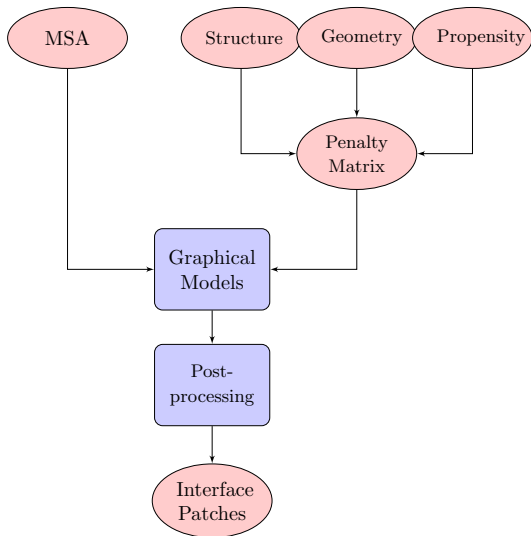 MSA
Structure
Geometry
Propensity
Penalty
Matrix
Graphical
Models
Post-
processing
Interface
Patches